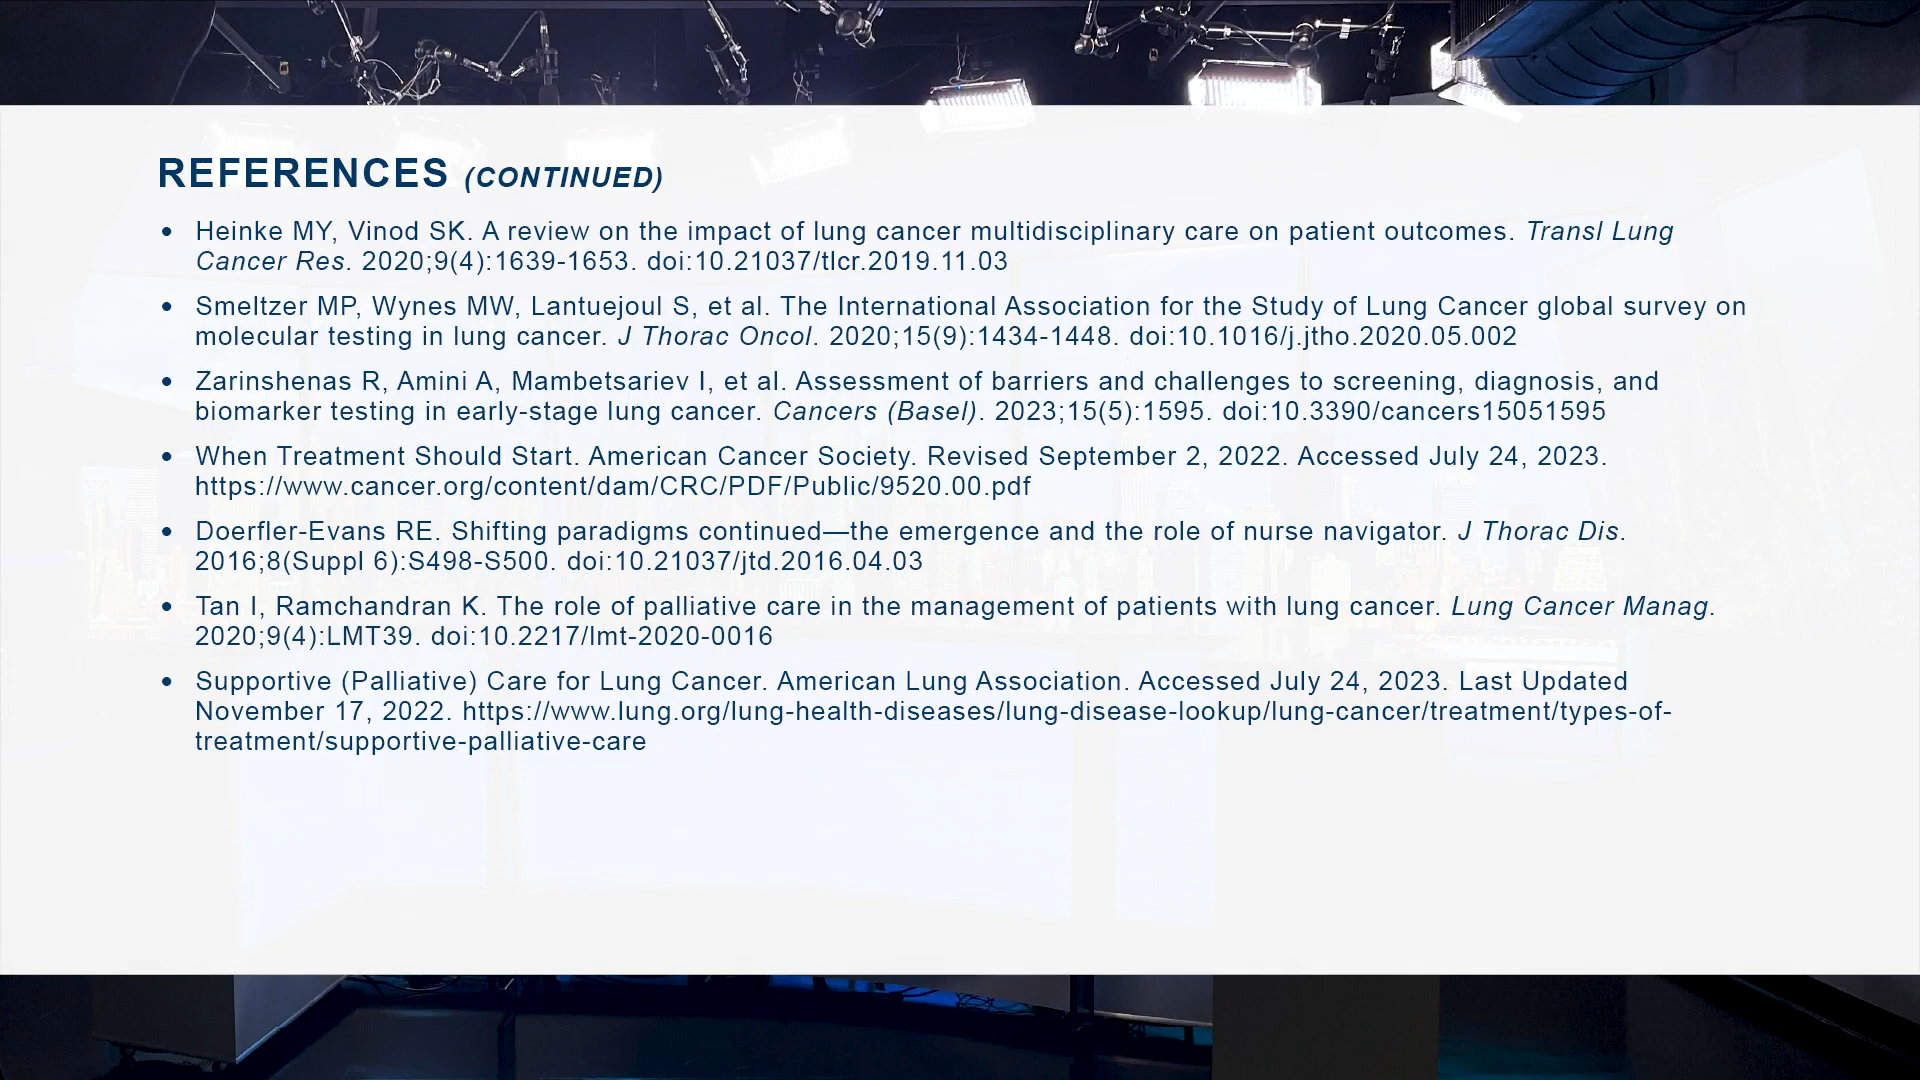 REFERENCES (CONTINUED)
• Heinke MY, Vinod SK. A review on the impact of lung cancer multidisciplinary care on patient outcomes. Transl Lung
Cancer Res. 2020;9(4):1639-1653. doi:10.21037/tlcr.2019.11.03
• Smeltzer MP, Wynes MW, Lantuejoul S, et al. The International Association for the Study of Lung Cancer global survey on
molecular testing in lung cancer. J Thorac Oncol. 2020;15(9):1434-1448. doi:10.1016/j.jtho.2020.05.002
• Zarinshenas R, Amini A, Mambetsariev I, et al. Assessment of barriers and challenges to screening, diagnosis, and
biomarker testing in early-stage lung cancer. Cancers (Basel). 2023;15(5):1595. doi:10.3390/cancers15051595
• When Treatment Should Start. American Cancer Society. Revised September 2, 2022. Accessed July 24, 2023.
https://www.cancer.org/content/dam/CRC/PDF/Public/9520.00.pdf
• Doerfler-Evans RE. Shifting paradigms continued—the emergence and the role of nurse navigator. J Thorac Dis.
2016;8(Suppl 6):S498-S500. doi:10.21037/jtd.2016.04.03
• Tan I, Ramchandran K. The role of palliative care in the management of patients with lung cancer. Lung Cancer Manag.
2020;9(4):LMT39. doi:10.2217/lmt-2020-0016
• Supportive (Palliative) Care for Lung Cancer. American Lung Association. Accessed July 24, 2023. Last Updated
November 17, 2022. https://www.lung.org/lung-health-diseases/lung-disease-lookup/lung-cancer/treatment/types-of-
treatment/supportive-palliative-care